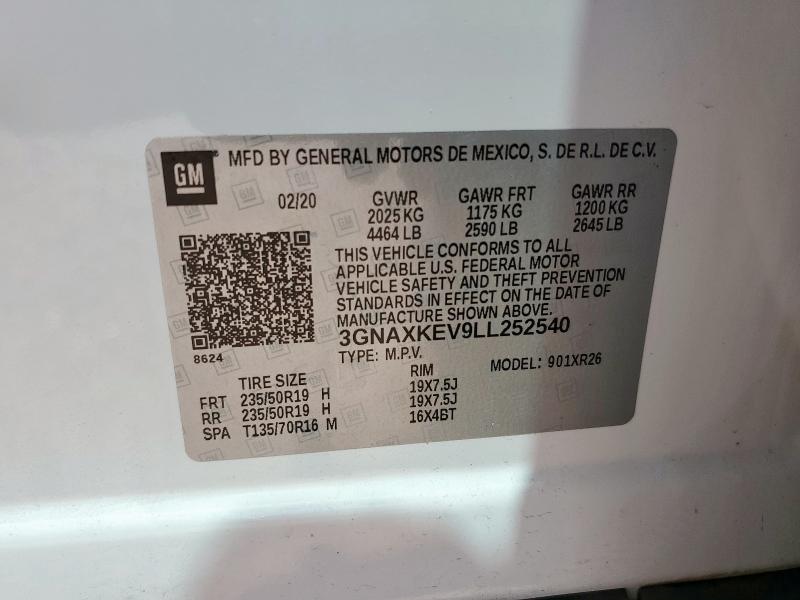 GM MFD BY GENERAL MOTORS DE MEXICO, S. DE R.L. DE C.V.
02/20 GVWR GAWR FRT GAWR RR
2025 KG 1175 KG 1200 KG
4464 LB 2590 LB 2645 LB
THIS VEHICLE CONFORMS TO ALL
APPLICABLE U.S. FEDERAL MOTOR
VEHICLE SAFETY AND THEFT PREVENTION
STANDARDS IN EFFECT ON THE DATE OF
MANUFACTURE SHOWN ABOVE.
3GNAXKEV9LL252540
8624 TYPE: M.P.V. MODEL: 901XR26
TIRE SIZE RIM
FRT 235/50R19 H 19X7.5J
RR 235/50R19 H 19X7.5J
SPA T135/70R16 M 16X4BT